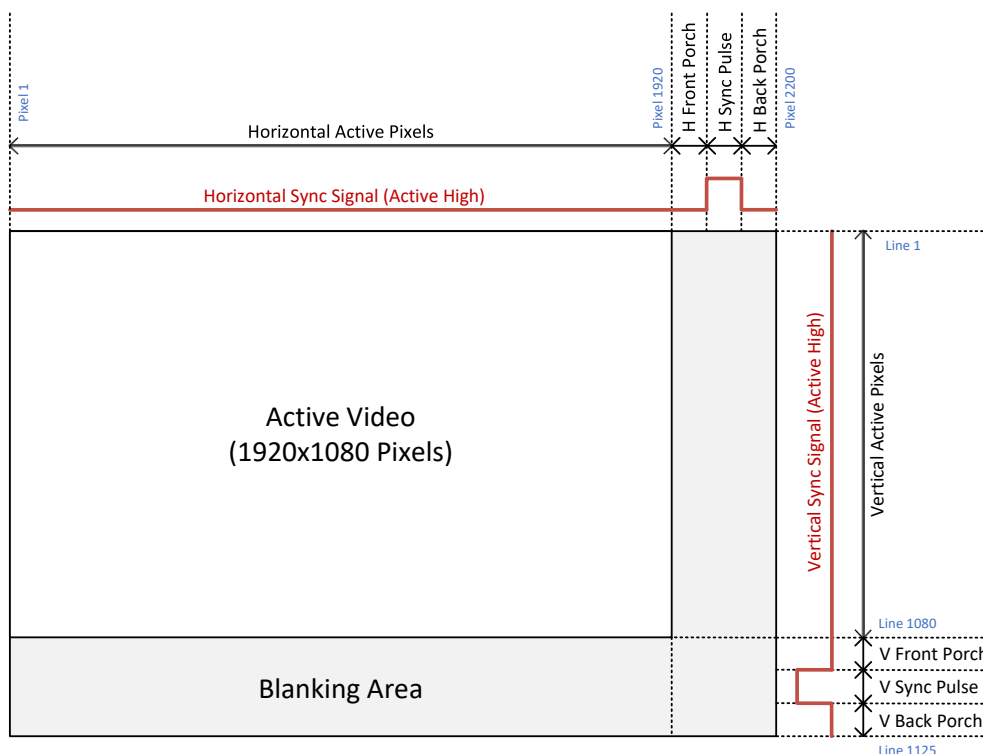 Pixel 1
Pixel 1920
H Front Porch
H Sync Pulse
H Back Porch
Pixel 2200
Horizontal Active Pixels
Horizontal Sync Signal (Active High)
Line 1
Vertical Sync Signal (Active High)
Vertical Active Pixels
Active Video
(1920x1080 Pixels)
Line 1080
V Front Porch
Blanking Area
V Sync Pulse
V Back Porch
Line 1125